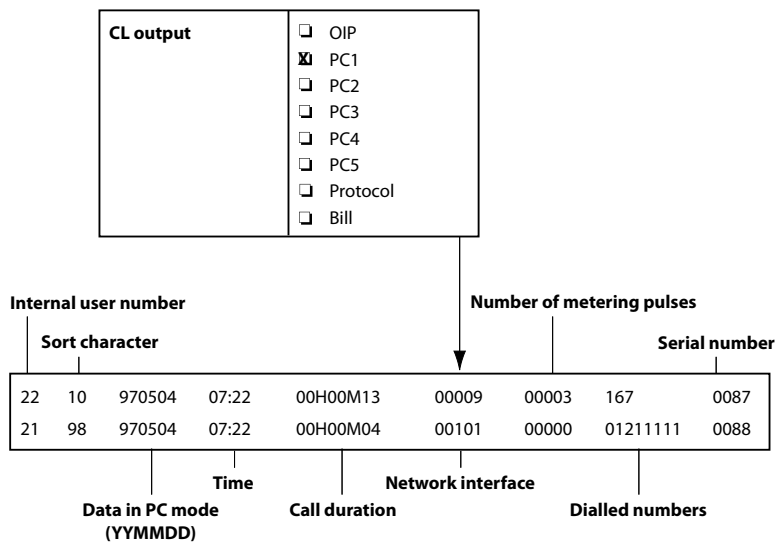 CL output
OIP
X PC1
PC2
PC3
PC4
PC5
Protocol
Bill
Internal user number
Number of metering pulses
Sort character
Serial number
22 10 970504 07:22 00H00M13 00009 00003 167 0087
21 98 970504 07:22 00H00M04 00101 00000 01211111 0088
Time
Network interface
Data in PC mode
(YYMMDD)
Call duration
Dialled numbers